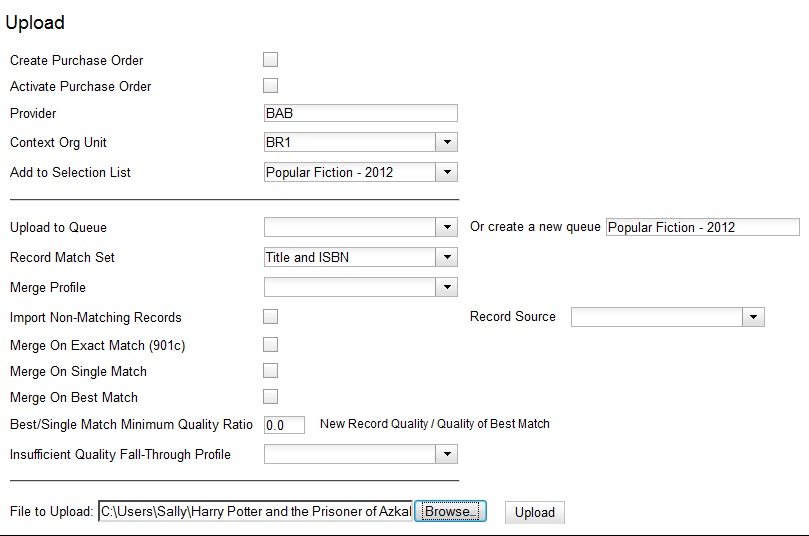 Upload
Create Purchase Order
Activate Purchase Order
Provider BAB
Context Org Unit BR1
Add to Selection List Popular Fiction - 2012
Upload to Queue Or create a new queue Popular Fiction - 2012
Record Match Set Title and ISBN
Merge Profile
Import Non-Matching Records Record Source
Merge On Exact Match (901c)
Merge On Single Match
Merge On Best Match
Best/Single Match Minimum Quality Ratio 0.0 New Record Quality / Quality of Best Match
Insufficient Quality Fall-Through Profile
File to Upload: C:\Users\Sally\Harry Potter and the Prisoner of Azkal Browse... Upload